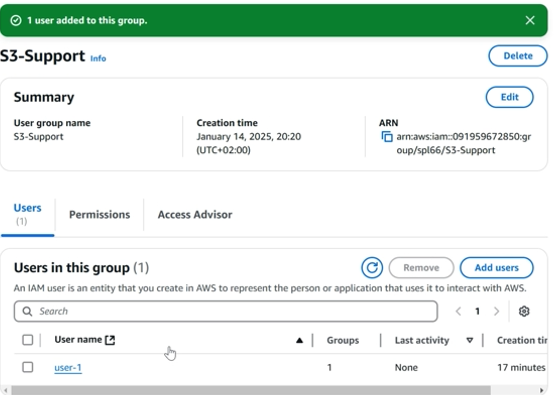 1 user added to this group.
S3-Support Info
Delete
Summary
Edit
User group name
S3-Support
Creation time
January 14, 2025, 20:20
(UTC+02:00)
ARN
arn:aws:iam::091959672850:gr
oup/spl66/S3-Support
Users
(1)
Permissions
Access Advisor
Users in this group (1)
Remove
Add users
An IAM user is an entity that you create in AWS to represent the person or application that uses it to interact with AWS.
Search
1
User name
Groups
Last activity
Creation tin
user-1
1
None
17 minutes